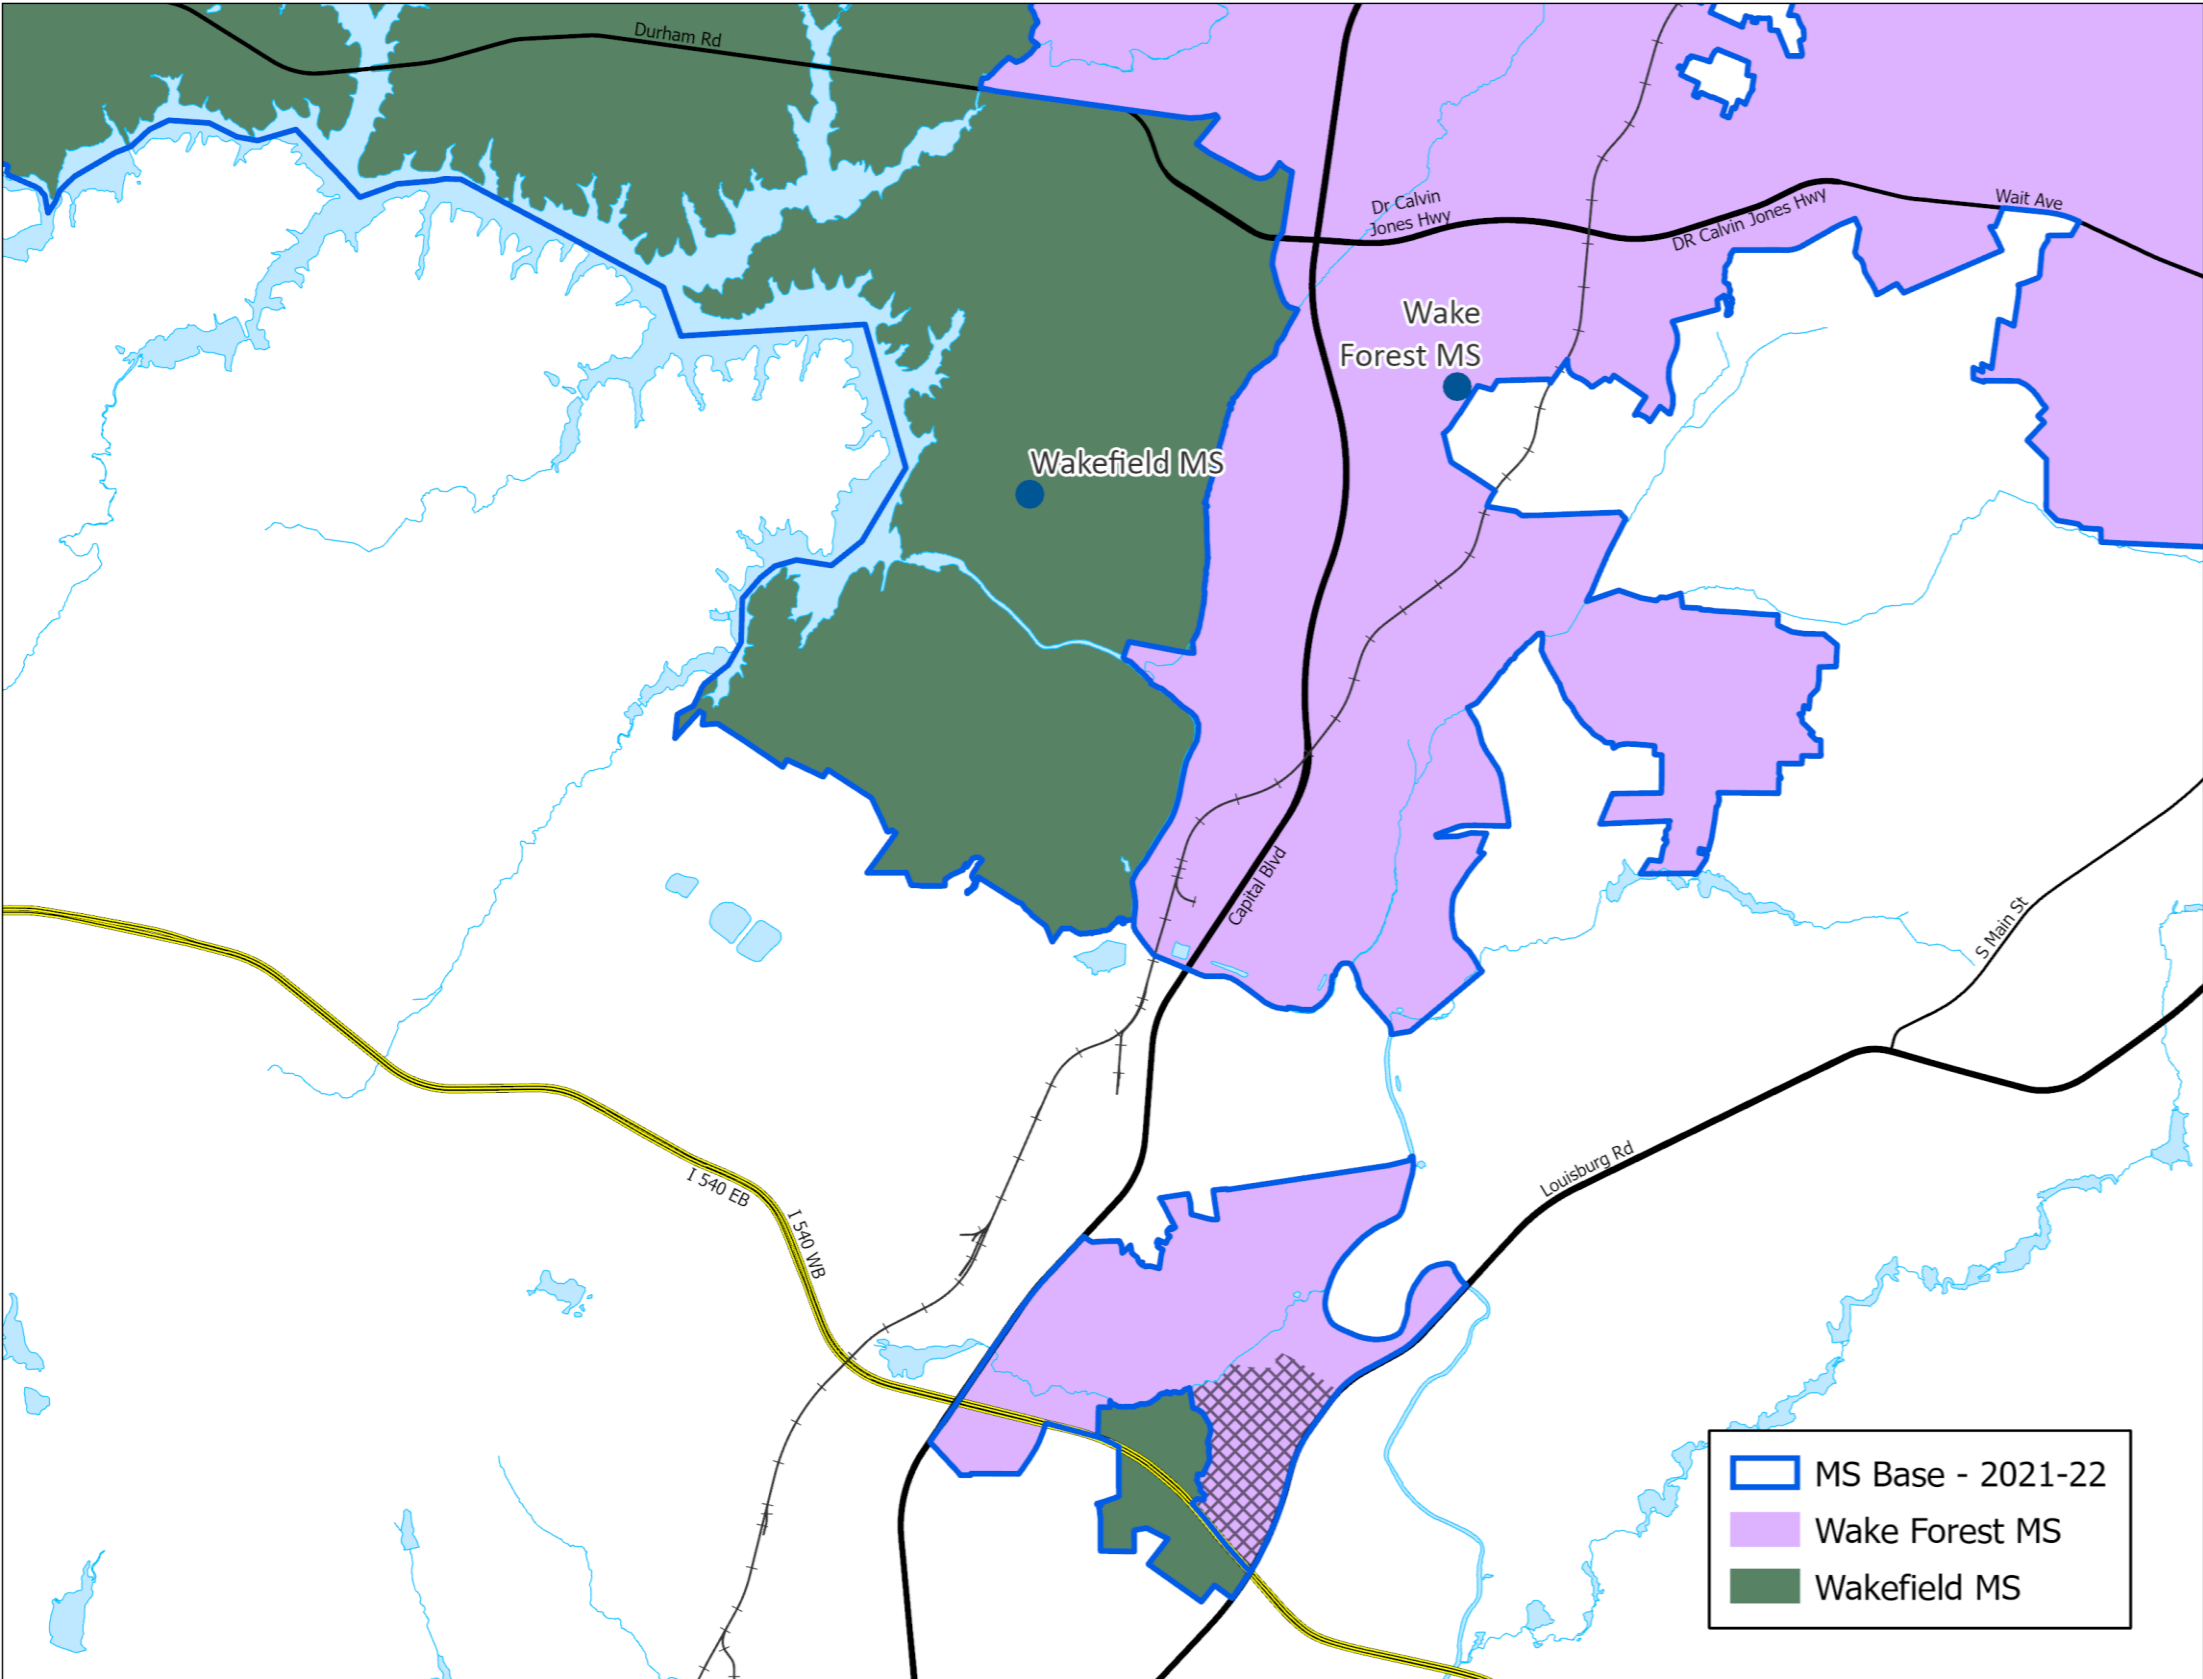 Durham Rd
Dr Calvin
Jones Hwy
DR Calvin Jones Hwy
Wait Ave
Wake
Forest MS
Wakefield MS
Capital Blvd
S Main St
Louisburg Rd
I 540 EB
I 540 WB
MS Base - 2021-22
Wake Forest MS
Wakefield MS